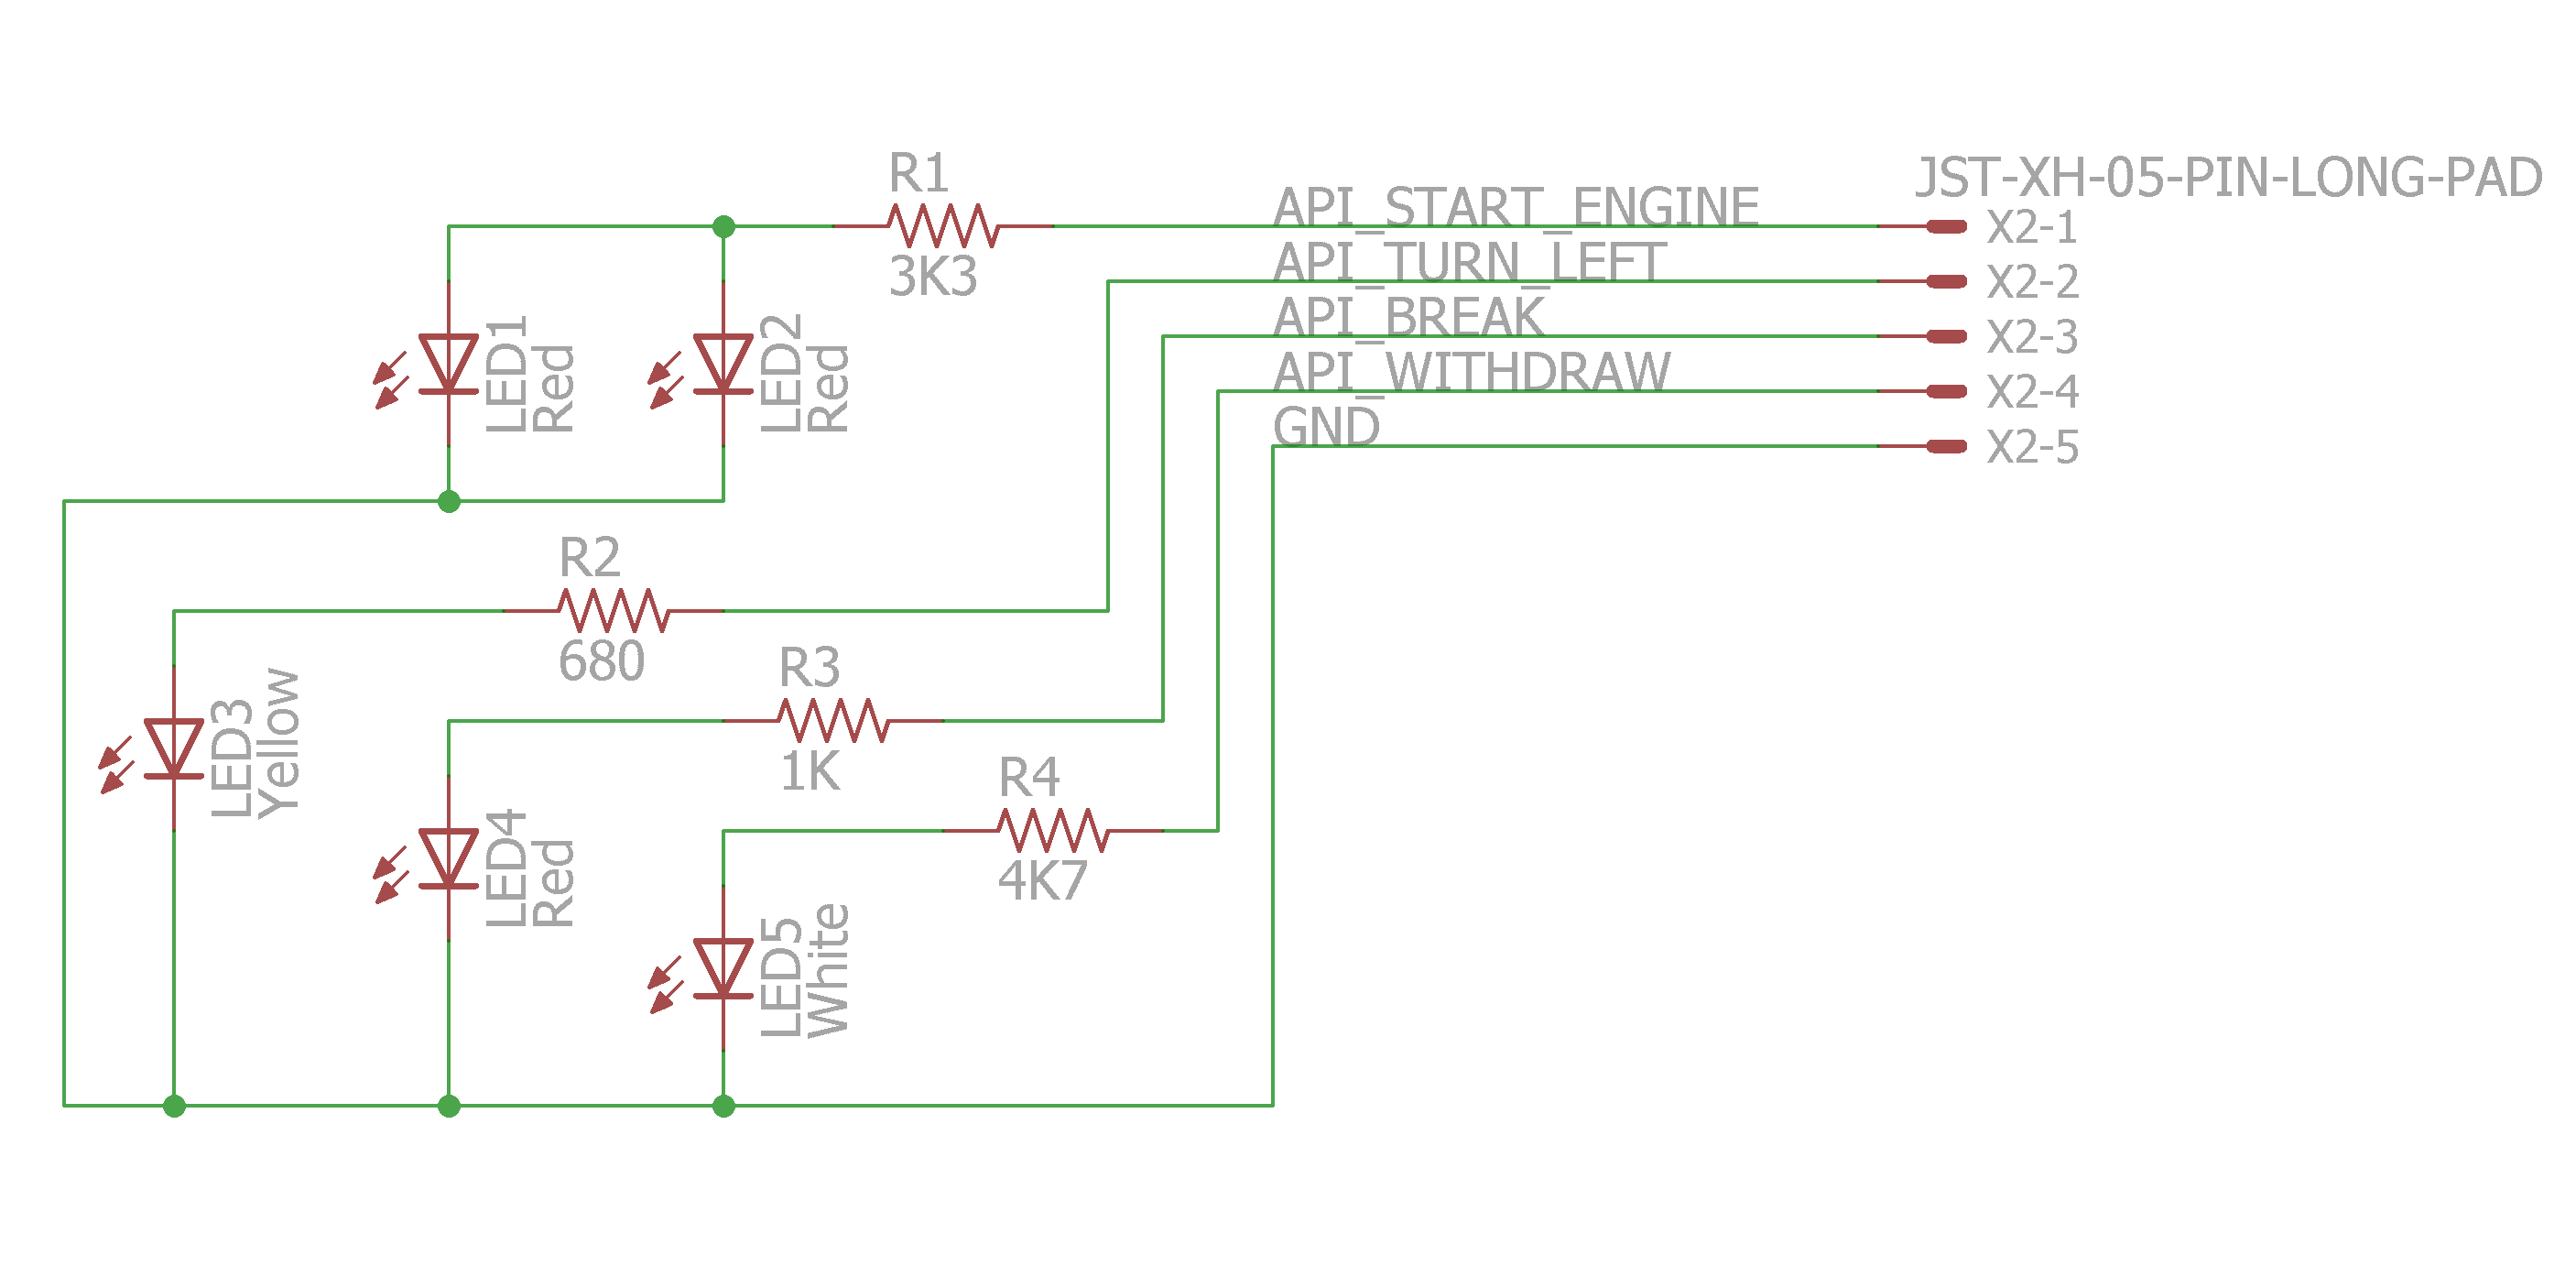 JST-XH-05-PIN-LONG-PAD
R1
3K3
API_START_ENGINE
X2-1
API_TURN_LEFT
X2-2
API_BREAK
X2-3
API_WITHDRAW
X2-4
GND
X2-5
LED1
Red
LED2
Red
R2
680
R3
1K
R4
4K7
LED3
Yellow
LED4
Red
LED5
White